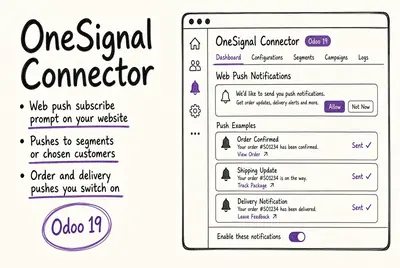 OneSignal
Connector
• Web push subscribe
prompt on your website
• Pushes to segments
or chosen customers
• Order and delivery
pushes you switch on
Odoo 19
OneSignal Connector Odoo 19
Dashboard Configurations Segments Campaigns Logs
Web Push Notifications
We'd like to send you push notifications.
Get order updates, delivery alerts and more.
Allow Not Now
Push Examples
Order Confirmed
Your order #SO1234 has been confirmed.
View Order ↗
Sent ✓
Shipping Update
Your order #SO1234 is on the way.
Track Package ↗
Sent ✓
Delivery Notification
Your order #SO1234 has been delivered.
Leave Feedback ↗
Sent ✓
Enable these notifications